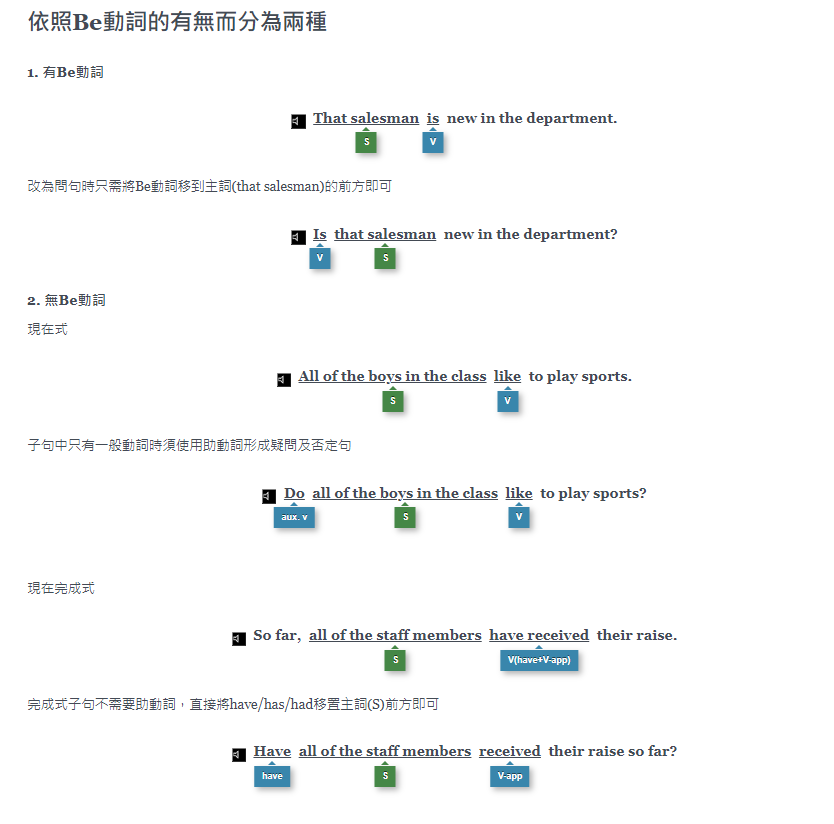 依照Be動詞的有無而分為兩種
1. 有Be動詞
That salesman is new in the department.
S V
改為問句時只需將Be動詞移到主詞(that salesman)的前方即可
Is that salesman new in the department?
V S
2. 無Be動詞
現在式
All of the boys in the class like to play sports.
S V
子句中只有一般動詞時須使用助動詞形成疑問及否定句
Do all of the boys in the class like to play sports?
aux. v S V
現在完成式
So far, all of the staff members have received their raise.
S V(have+V-app)
完成式子句不需要助動詞，直接將have/has/had移置主詞(S)前方即可
Have all of the staff members received their raise so far?
have S V-app